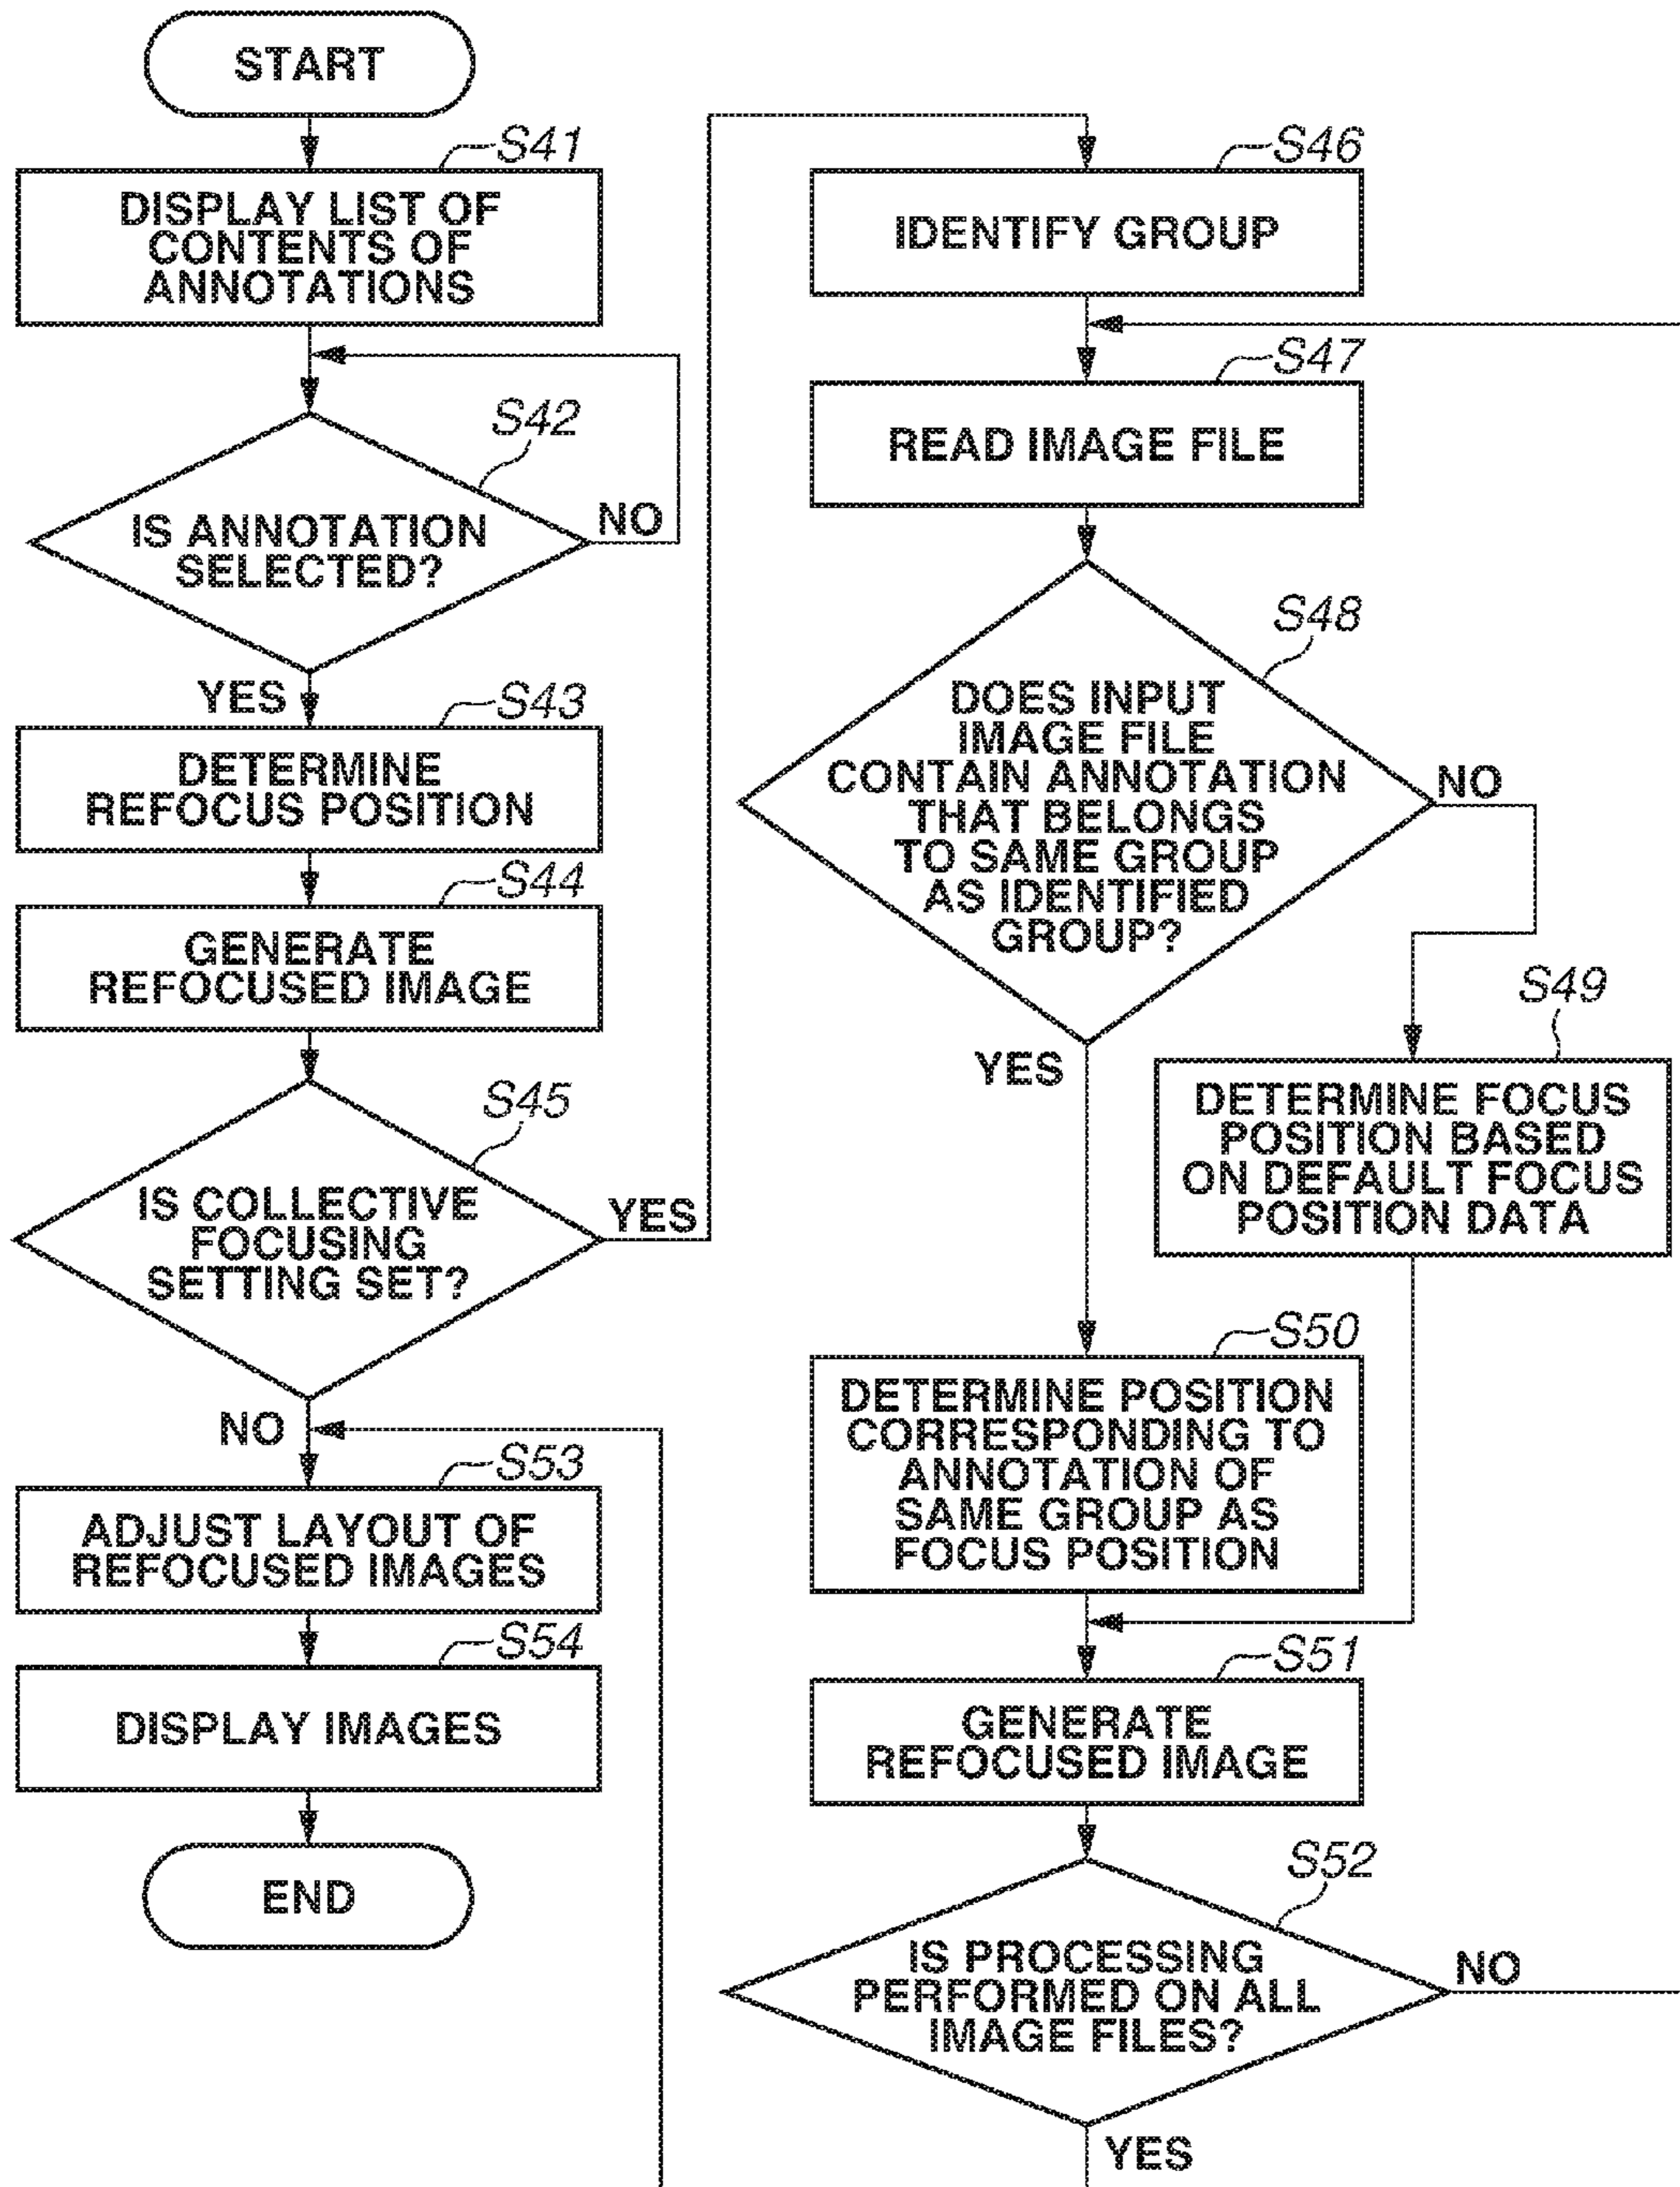 START
S41
DISPLAY LIST OF
CONTENTS OF
ANNOTATIONS
S42
IS ANNOTATION
SELECTED?
NO
YES
S43
DETERMINE
REFOCUS POSITION
S44
GENERATE
REFOCUSED IMAGE
S45
IS COLLECTIVE
FOCUSING
SETTING SET?
YES
NO
S53
ADJUST LAYOUT OF
REFOCUSED IMAGES
S54
DISPLAY IMAGES
END
S46
IDENTIFY GROUP
S47
READ IMAGE FILE
S48
DOES INPUT
IMAGE FILE
CONTAIN ANNOTATION
THAT BELONGS
TO SAME GROUP
AS IDENTIFIED
GROUP?
NO
YES
S49
DETERMINE FOCUS
POSITION BASED
ON DEFAULT FOCUS
POSITION DATA
S50
DETERMINE POSITION
CORRESPONDING TO
ANNOTATION OF
SAME GROUP AS
FOCUS POSITION
S51
GENERATE
REFOCUSED IMAGE
S52
IS PROCESSING
PERFORMED ON ALL
IMAGE FILES?
NO
YES